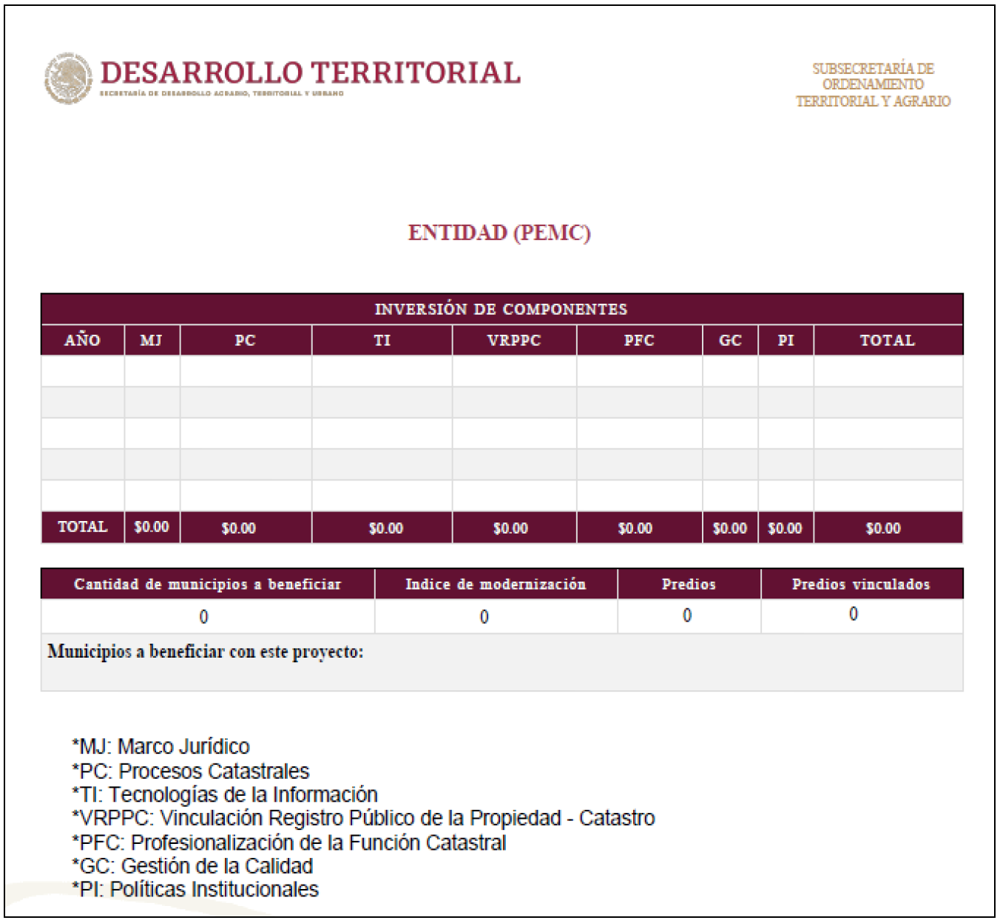 DESARROLLO TERRITORIAL
SECRETARÍA DE DESARROLLO AGRARIO, TERRITORIAL Y URBANO
SUBSECRETARÍA DE
ORDENAMIENTO
TERRITORIAL Y AGRARIO
ENTIDAD (PEMC)
INVERSIÓN DE COMPONENTES
AÑO MJ PC TI VRPPC PFC GC PI TOTAL
TOTAL $0.00 $0.00 $0.00 $0.00 $0.00 $0.00 $0.00 $0.00
Cantidad de municipios a beneficiar Indice de modernización Predios Predios vinculados
0 0 0 0
Municipios a beneficiar con este proyecto:
*MJ: Marco Jurídico
*PC: Procesos Catastrales
*TI: Tecnologías de la Información
*VRPPC: Vinculación Registro Público de la Propiedad - Catastro
*PFC: Profesionalización de la Función Catastral
*GC: Gestión de la Calidad
*PI: Políticas Institucionales